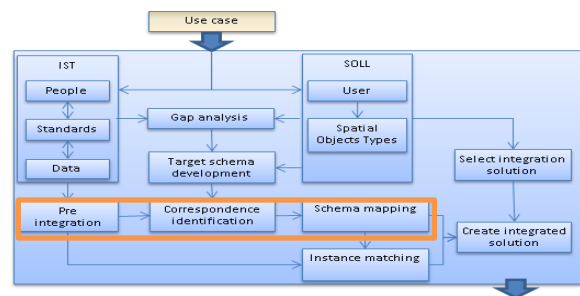 Use case
IST
SOLL
People
User
Gap analysis
Standards
Spatial
Objects Types
Data
Target schema
development
Select integration
solution
Pre
integration
Correspondence
identification
Schema mapping
Create integrated
solution
Instance matching